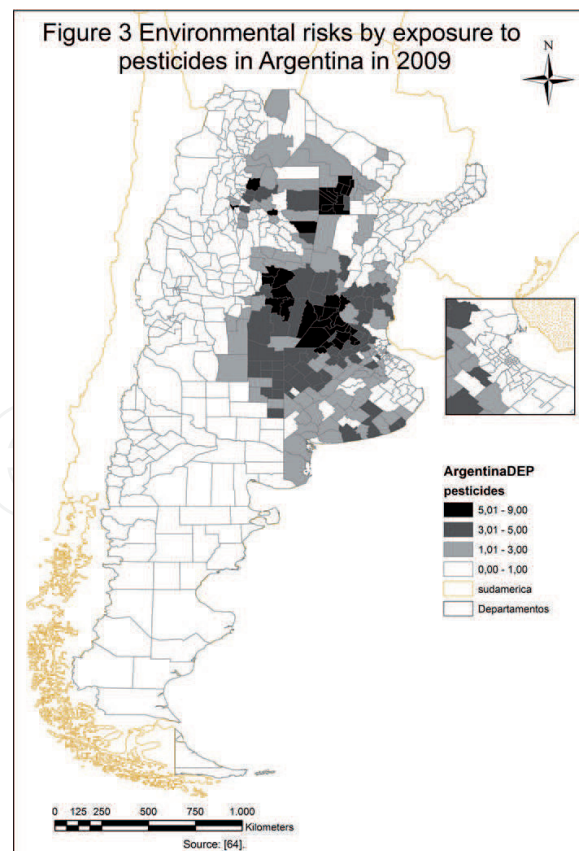 Figure 3 Environmental risks by exposure to
pesticides in Argentina in 2009
N
ArgentinaDEP
pesticides
5,01 - 9,00
3,01 - 5,00
1,01 - 3,00
0,00 - 1,00
sudamerica
Departamentos
0 125 250 500 750 1.000
Kilometers
Source: [64].